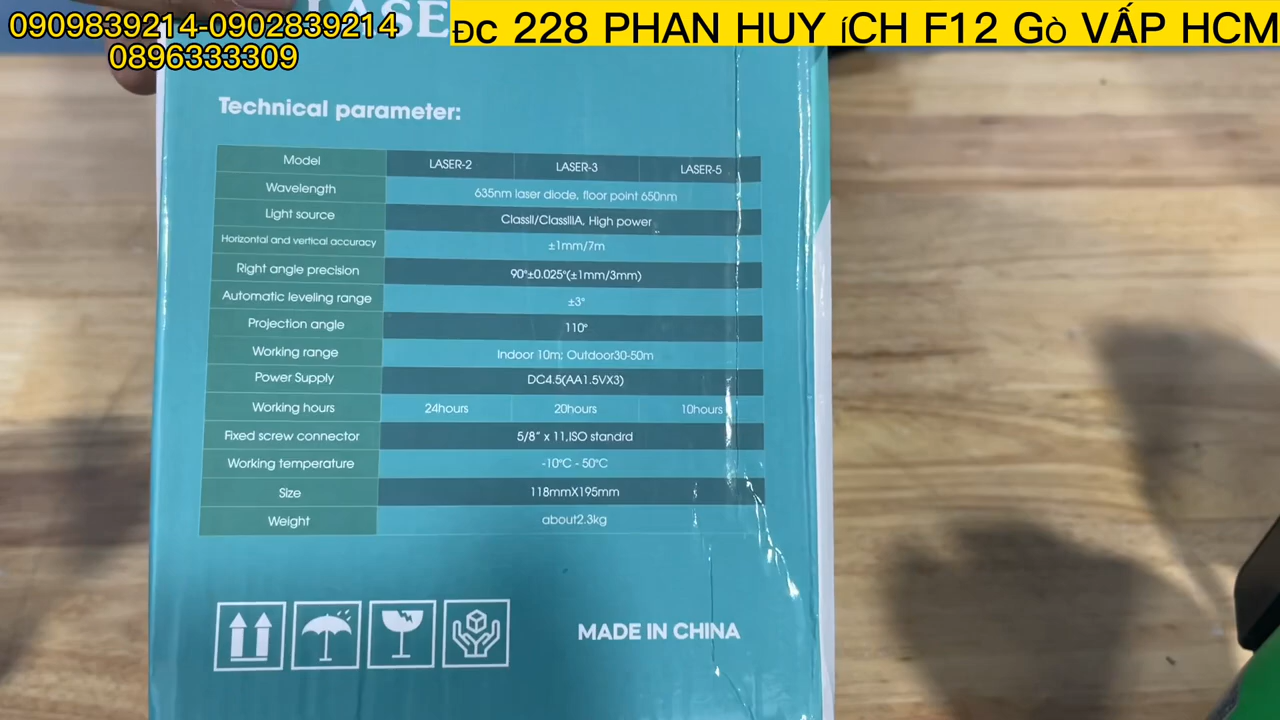 0909839214-0902839214
0896333309
ĐC 228 PHAN HUY íCH F12 Gò VẤP HCM
LASE
Technical parameter:
Model LASER-2 LASER-3 LASER-5
Wavelength 635nm laser diode, floor point 650nm
Light source ClassII/ClassIIIA, High power
Horizontal and vertical accuracy ±1mm/7m
Right angle precision 90°±0.025°(±1mm/3mm)
Automatic leveling range ±3°
Projection angle 110°
Working range Indoor 10m; Outdoor30-50m
Power Supply DC4.5(AA1.5VX3)
Working hours 24hours 20hours 10hours
Fixed screw connector 5/8" x 11,ISO standrd
Working temperature -10°C - 50°C
Size 118mmX195mm
Weight about2.3kg
MADE IN CHINA